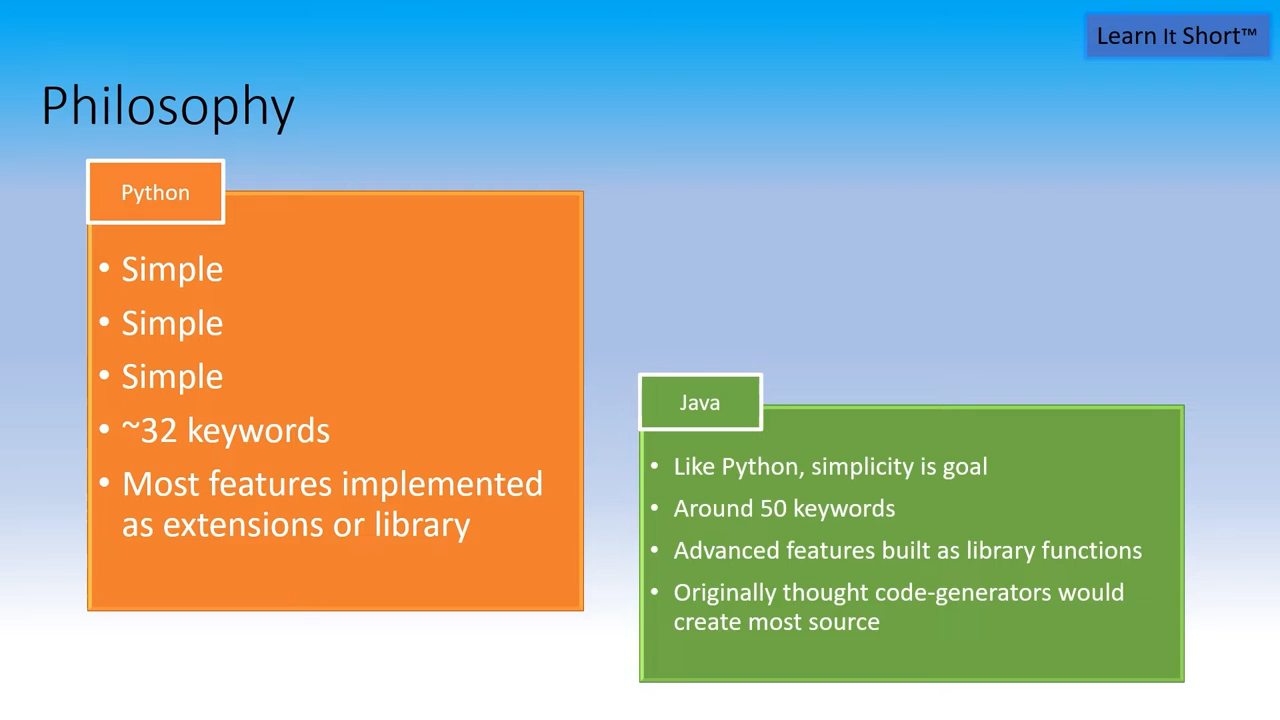 Learn It Short™
Philosophy
Python
• Simple
• Simple
• Simple
• ~32 keywords
• Most features implemented
as extensions or library
Java
• Like Python, simplicity is goal
• Around 50 keywords
• Advanced features built as library functions
• Originally thought code-generators would
create most source